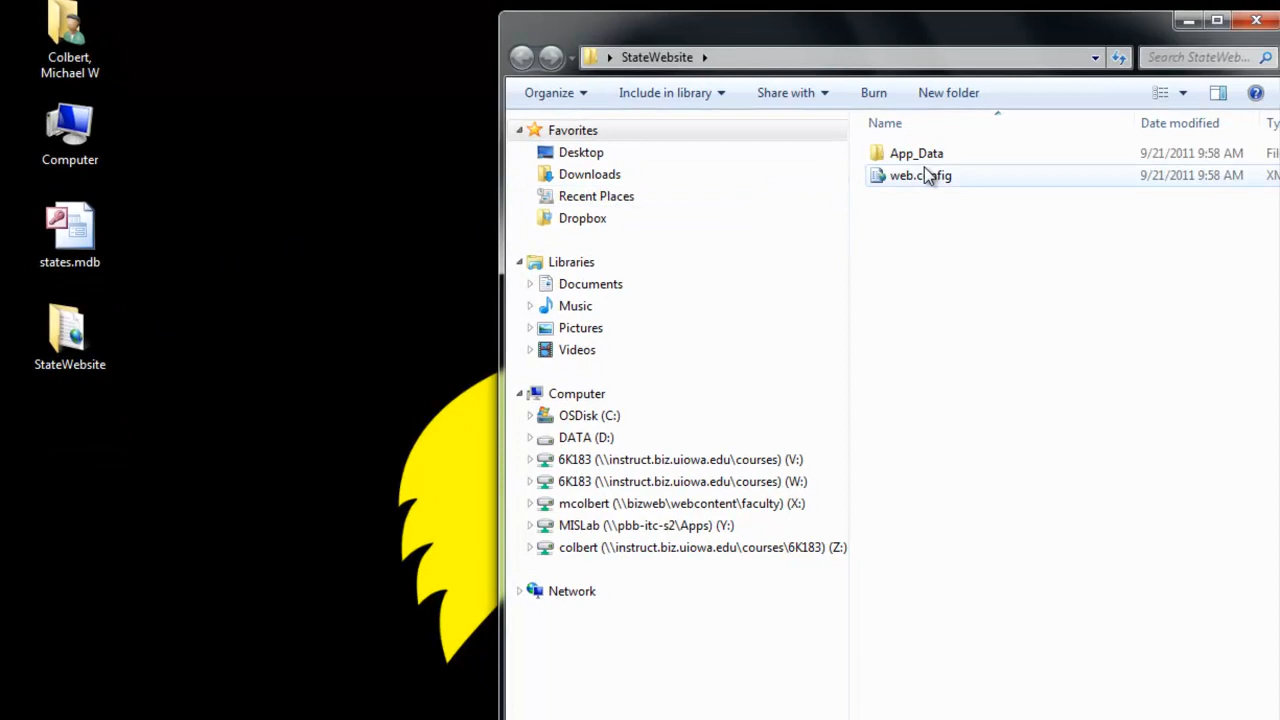 Colbert,
Michael W
Computer
states.mdb
StateWebsite
StateWebsite
Search StateWeb...
Organize
Include in library
Share with
Burn
New folder
Favorites
Desktop
Downloads
Recent Places
Dropbox
Libraries
Documents
Music
Pictures
Videos
Computer
OSDisk (C:)
DATA (D:)
6K183 (\\instruct.biz.uiowa.edu\courses) (V:)
6K183 (\\instruct.biz.uiowa.edu\courses) (W:)
mcolbert (\\bizweb\webcontent\faculty) (X:)
MISLab (\\pbb-itc-s2\Apps) (Y:)
colbert (\\instruct.biz.uiowa.edu\courses\6K183) (Z:)
Network
Name Date modified Ty
App_Data 9/21/2011 9:58 AM Fil
web.config 9/21/2011 9:58 AM XM